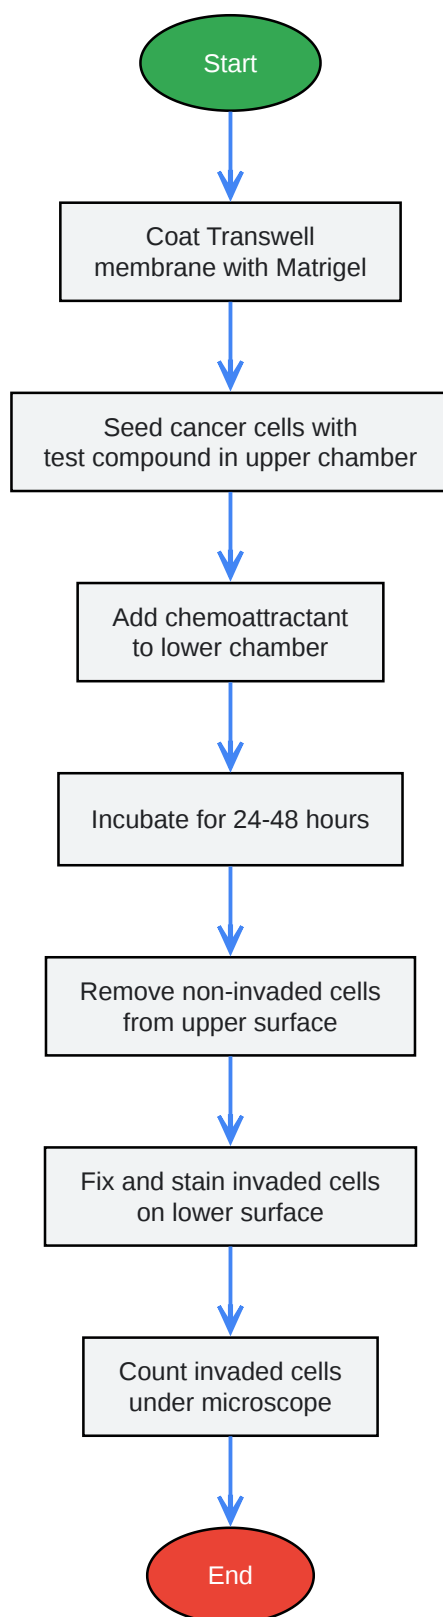 Start
Coat Transwell
membrane with Matrigel
Seed cancer cells with
test compound in upper chamber
Add chemoattractant
to lower chamber
Incubate for 24-48 hours
Remove non-invaded cells
from upper surface
Fix and stain invaded cells
on lower surface
Count invaded cells
under microscope
End